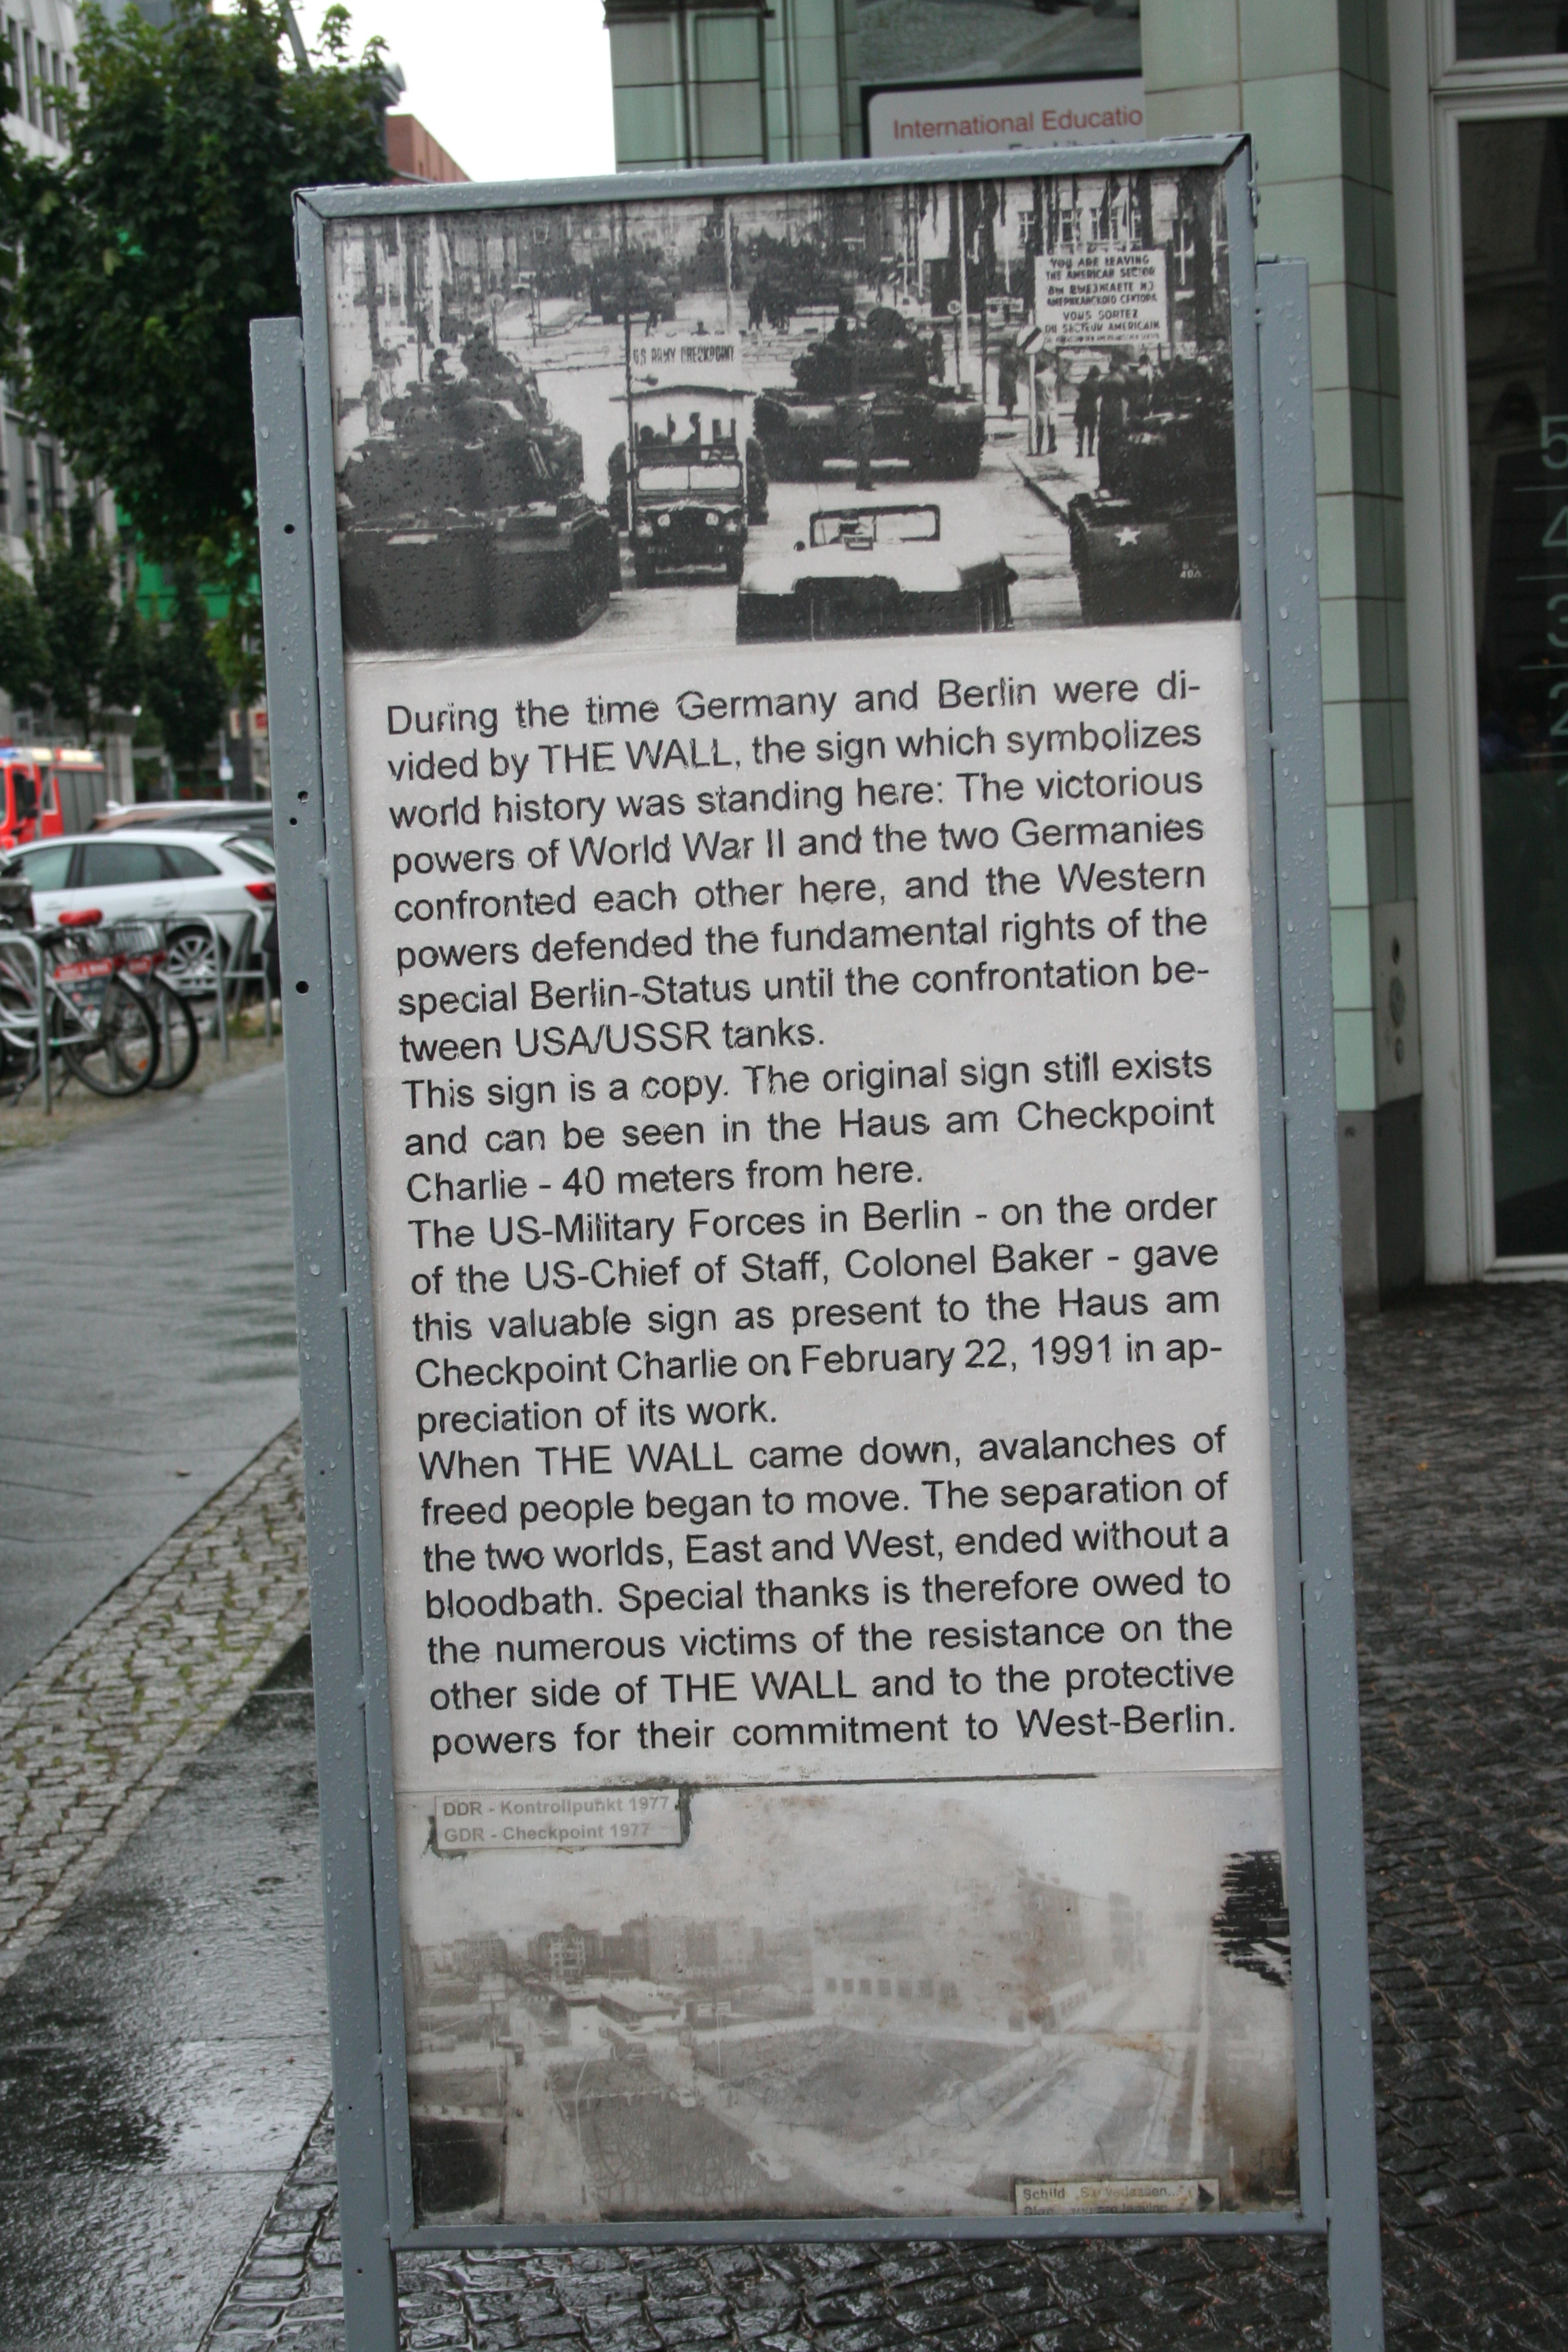 International Educatio
YOU ARE LEAVING
THE AMERICAN SECTOR
ВЫ ВЫЕЗЖАЕТЕ ИЗ
АМЕРИКАНСКОГО СЕКТОРА
VOUS SORTEZ
DU SECTEUR AMERICAIN
US ARMY CHECKPOINT
During the time Germany and Berlin were di-
vided by THE WALL, the sign which symbolizes
world history was standing here: The victorious
powers of World War II and the two Germanies
confronted each other here, and the Western
powers defended the fundamental rights of the
special Berlin-Status until the confrontation be-
tween USA/USSR tanks.
This sign is a copy. The original sign still exists
and can be seen in the Haus am Checkpoint
Charlie - 40 meters from here.
The US-Military Forces in Berlin - on the order
of the US-Chief of Staff, Colonel Baker - gave
this valuable sign as present to the Haus am
Checkpoint Charlie on February 22, 1991 in ap-
preciation of its work.
When THE WALL came down, avalanches of
freed people began to move. The separation of
the two worlds, East and West, ended without a
bloodbath. Special thanks is therefore owed to
the numerous victims of the resistance on the
other side of THE WALL and to the protective
powers for their commitment to West-Berlin.
DDR - Kontrollpunkt 1977
GDR - Checkpoint 1977
Schild
5
4
3
2